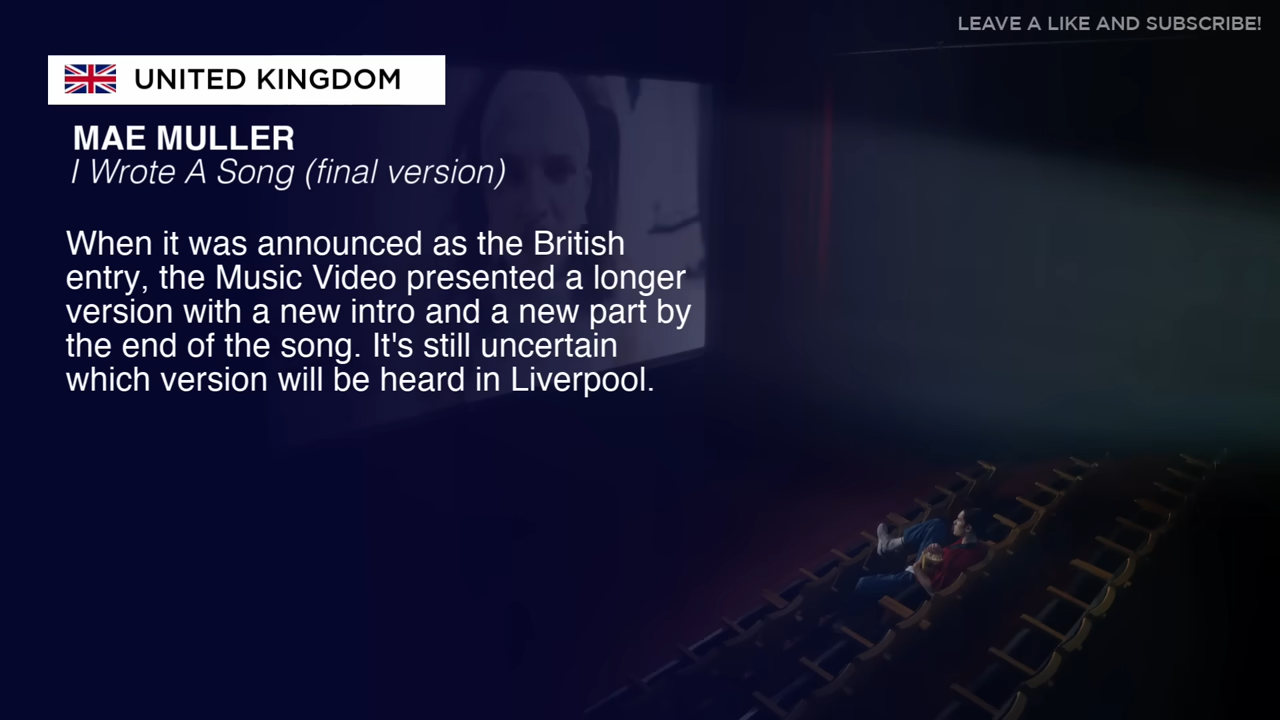 LEAVE A LIKE AND SUBSCRIBE!
UNITED KINGDOM
MAE MULLER
I Wrote A Song (final version)
When it was announced as the British
entry, the Music Video presented a longer
version with a new intro and a new part by
the end of the song. It's still uncertain
which version will be heard in Liverpool.